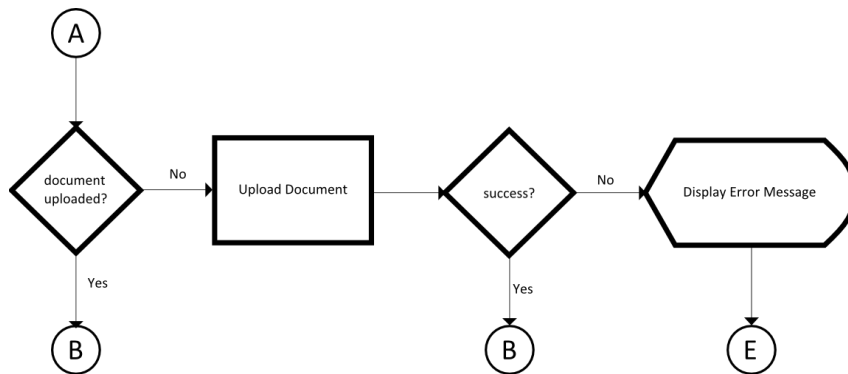 A
document
uploaded?
No
Upload Document
success?
No
Display Error Message
Yes
Yes
B
B
E